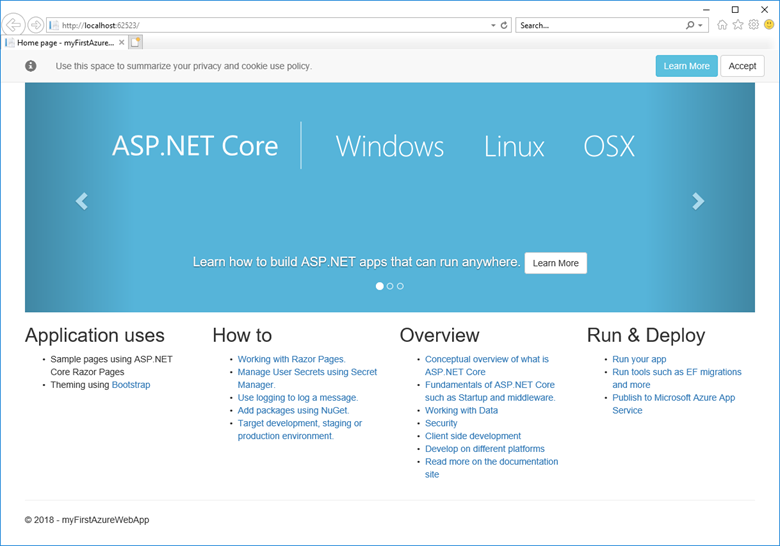 http://localhost:62523/
Search...
Home page - myFirstAzure...
Use this space to summarize your privacy and cookie use policy.
Learn More
Accept
ASP.NET Core
Windows
Linux
OSX
Learn how to build ASP.NET apps that can run anywhere.
Learn More
Application uses
Sample pages using ASP.NET
Core Razor Pages
Theming using Bootstrap
How to
Working with Razor Pages.
Manage User Secrets using Secret
Manager.
Use logging to log a message.
Add packages using NuGet.
Target development, staging or
production environment.
Overview
Conceptual overview of what is
ASP.NET Core
Fundamentals of ASP.NET Core
such as Startup and middleware.
Working with Data
Security
Client side development
Develop on different platforms
Read more on the documentation
site
Run & Deploy
Run your app
Run tools such as EF migrations
and more
Publish to Microsoft Azure App
Service
© 2018 - myFirstAzureWebApp